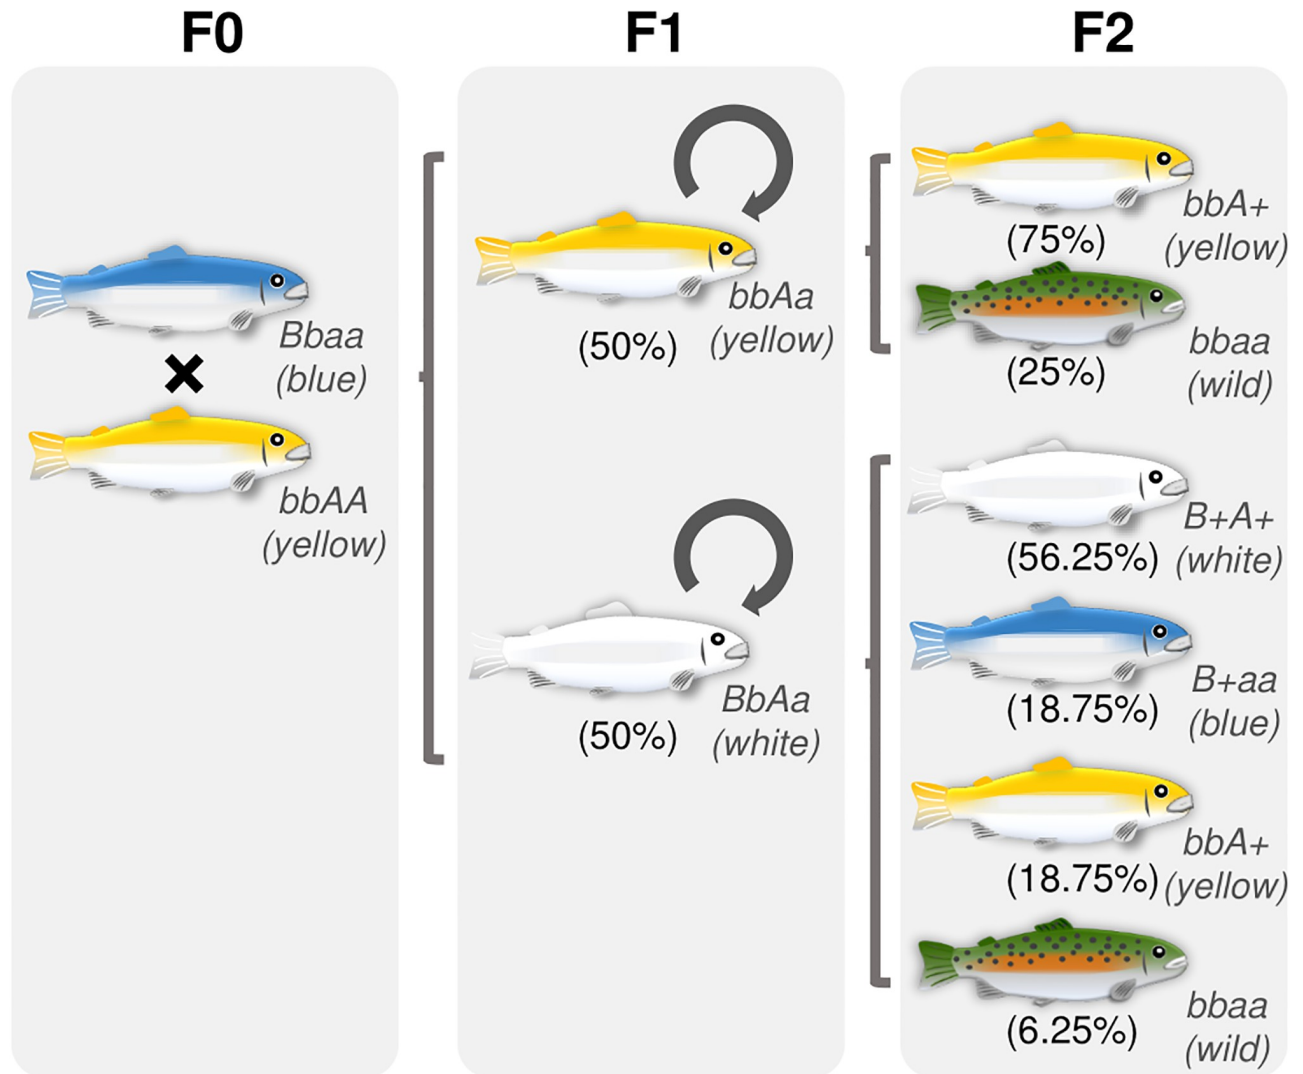 F0
F1
F2
Bbaa
(blue)
bbAA
(yellow)
bbAa
(yellow)
(50%)
BbAa
(white)
(50%)
bbA+
(yellow)
(75%)
bbaa
(wild)
(25%)
B+A+
(white)
(56.25%)
B+aa
(blue)
(18.75%)
bbA+
(yellow)
(18.75%)
bbaa
(wild)
(6.25%)